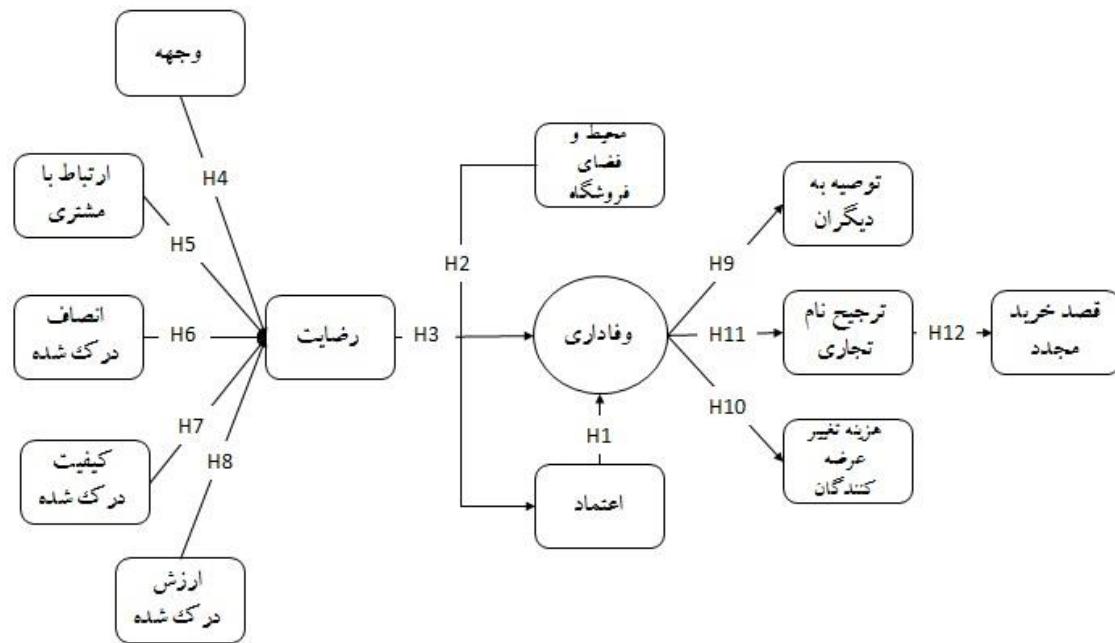 وجهه
H4
ارتباط با
مشتری
H5
انصاف
درک شده
H6
کیفیت
درک شده
H7
ارزش
درک شده
H8
رضایت
H3
محیط و
فضای
فروشگاه
H2
وفاداری
H1
اعتماد
H9
توصیه به
دیگران
H11
ترجیح نام
تجاری
H12
قصد خرید
مجدد
H10
هزینه تغییر
عرضه
کنندگان